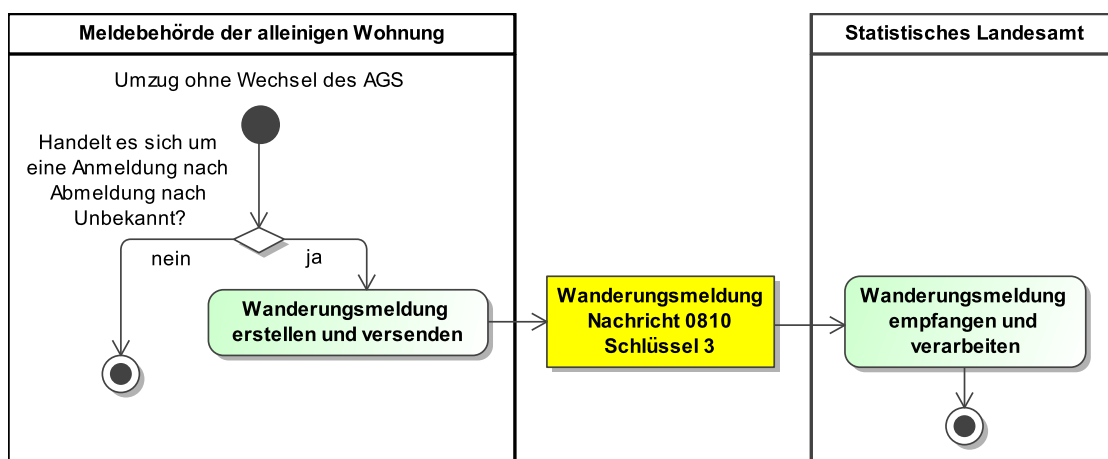 Meldebehörde der alleinigen Wohnung
Statistisches Landesamt
Umzug ohne Wechsel des AGS
Handelt es sich um
eine Anmeldung nach
Abmeldung nach
Unbekannt?
nein
ja
Wanderungsmeldung
erstellen und versenden
Wanderungsmeldung
Nachricht 0810
Schlüssel 3
Wanderungsmeldung
empfangen und
verarbeiten